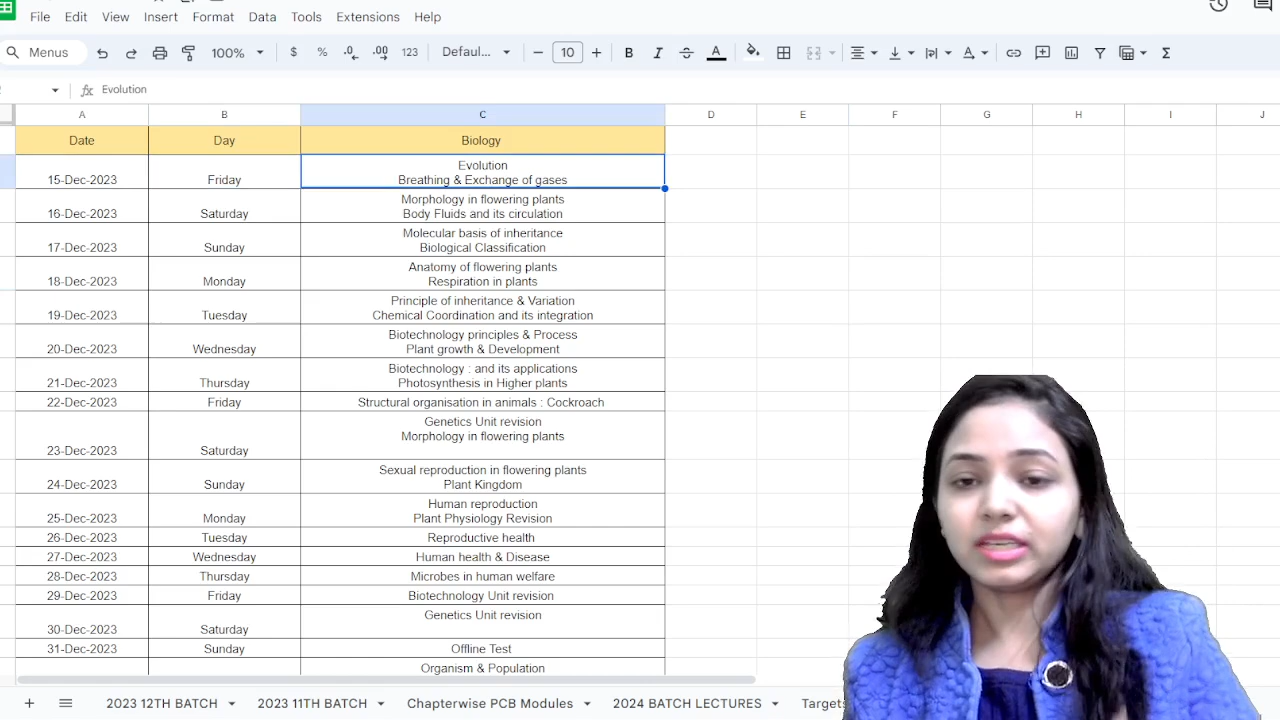 File Edit View Insert Format Data Tools Extensions Help
Menus 100% $ % .0 .00 123 Defaul... 10 B I S A Σ
fx Evolution
A B C D E F G H I J
Date Day Biology
Evolution
15-Dec-2023 Friday Breathing & Exchange of gases
Morphology in flowering plants
16-Dec-2023 Saturday Body Fluids and its circulation
Molecular basis of inheritance
17-Dec-2023 Sunday Biological Classification
Anatomy of flowering plants
18-Dec-2023 Monday Respiration in plants
Principle of inheritance & Variation
19-Dec-2023 Tuesday Chemical Coordination and its integration
Biotechnology principles & Process
20-Dec-2023 Wednesday Plant growth & Development
Biotechnology : and its applications
21-Dec-2023 Thursday Photosynthesis in Higher plants
22-Dec-2023 Friday Structural organisation in animals : Cockroach
Genetics Unit revision
Morphology in flowering plants
23-Dec-2023 Saturday
Sexual reproduction in flowering plants
24-Dec-2023 Sunday Plant Kingdom
Human reproduction
25-Dec-2023 Monday Plant Physiology Revision
26-Dec-2023 Tuesday Reproductive health
27-Dec-2023 Wednesday Human health & Disease
28-Dec-2023 Thursday Microbes in human welfare
29-Dec-2023 Friday Biotechnology Unit revision
Genetics Unit revision
30-Dec-2023 Saturday
31-Dec-2023 Sunday Offline Test
Organism & Population
2023 12TH BATCH 2023 11TH BATCH Chapterwise PCB Modules 2024 BATCH LECTURES Targets